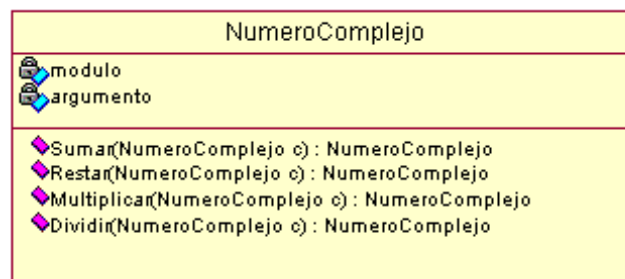 NumeroComplejo
modulo
argumento
Sumar(NumeroComplejo c) : NumeroComplejo
Restar(NumeroComplejo c) : NumeroComplejo
Multiplicar(NumeroComplejo c) : NumeroComplejo
Dividir(NumeroComplejo c) : NumeroComplejo